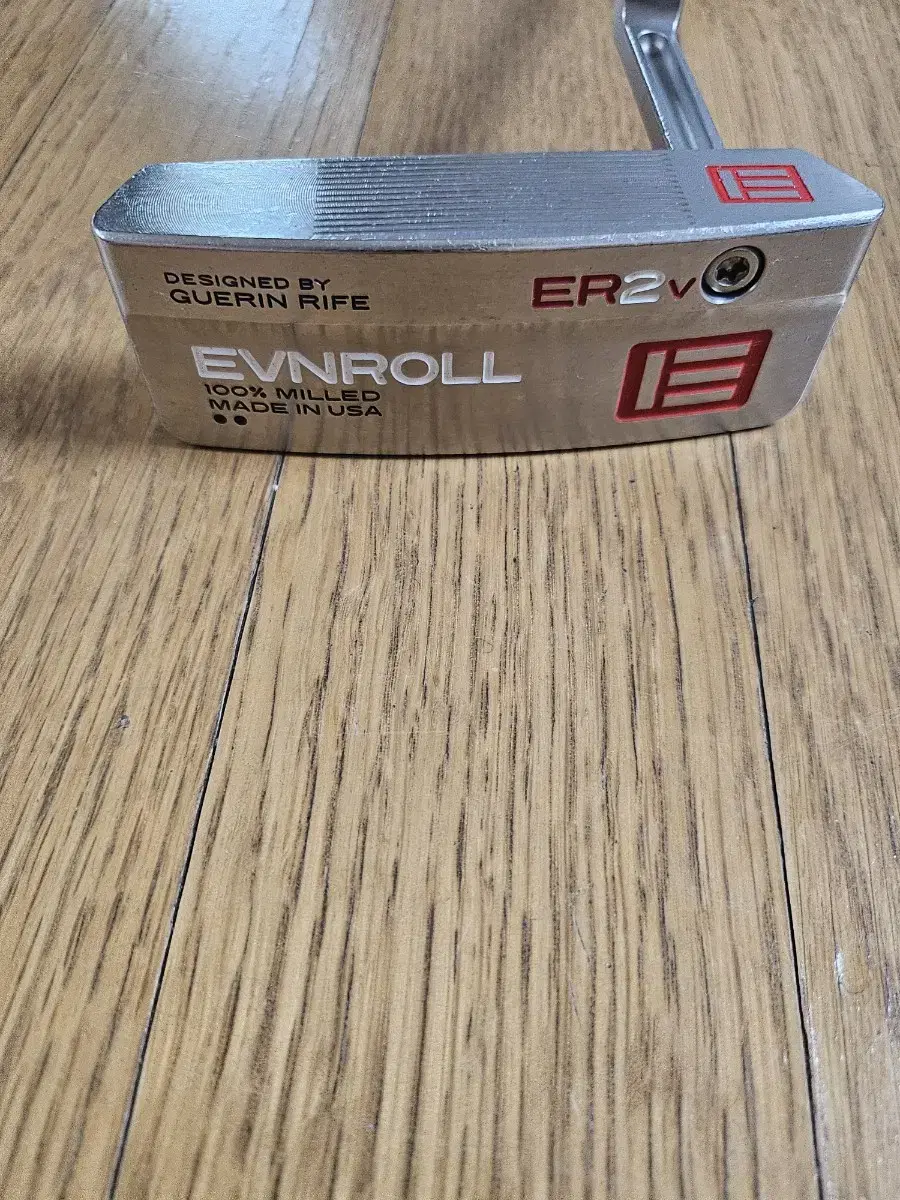 DESIGNED BY
GUERIN RIFE
ER2v
EVNROLL
100% MILLED
MADE IN USA